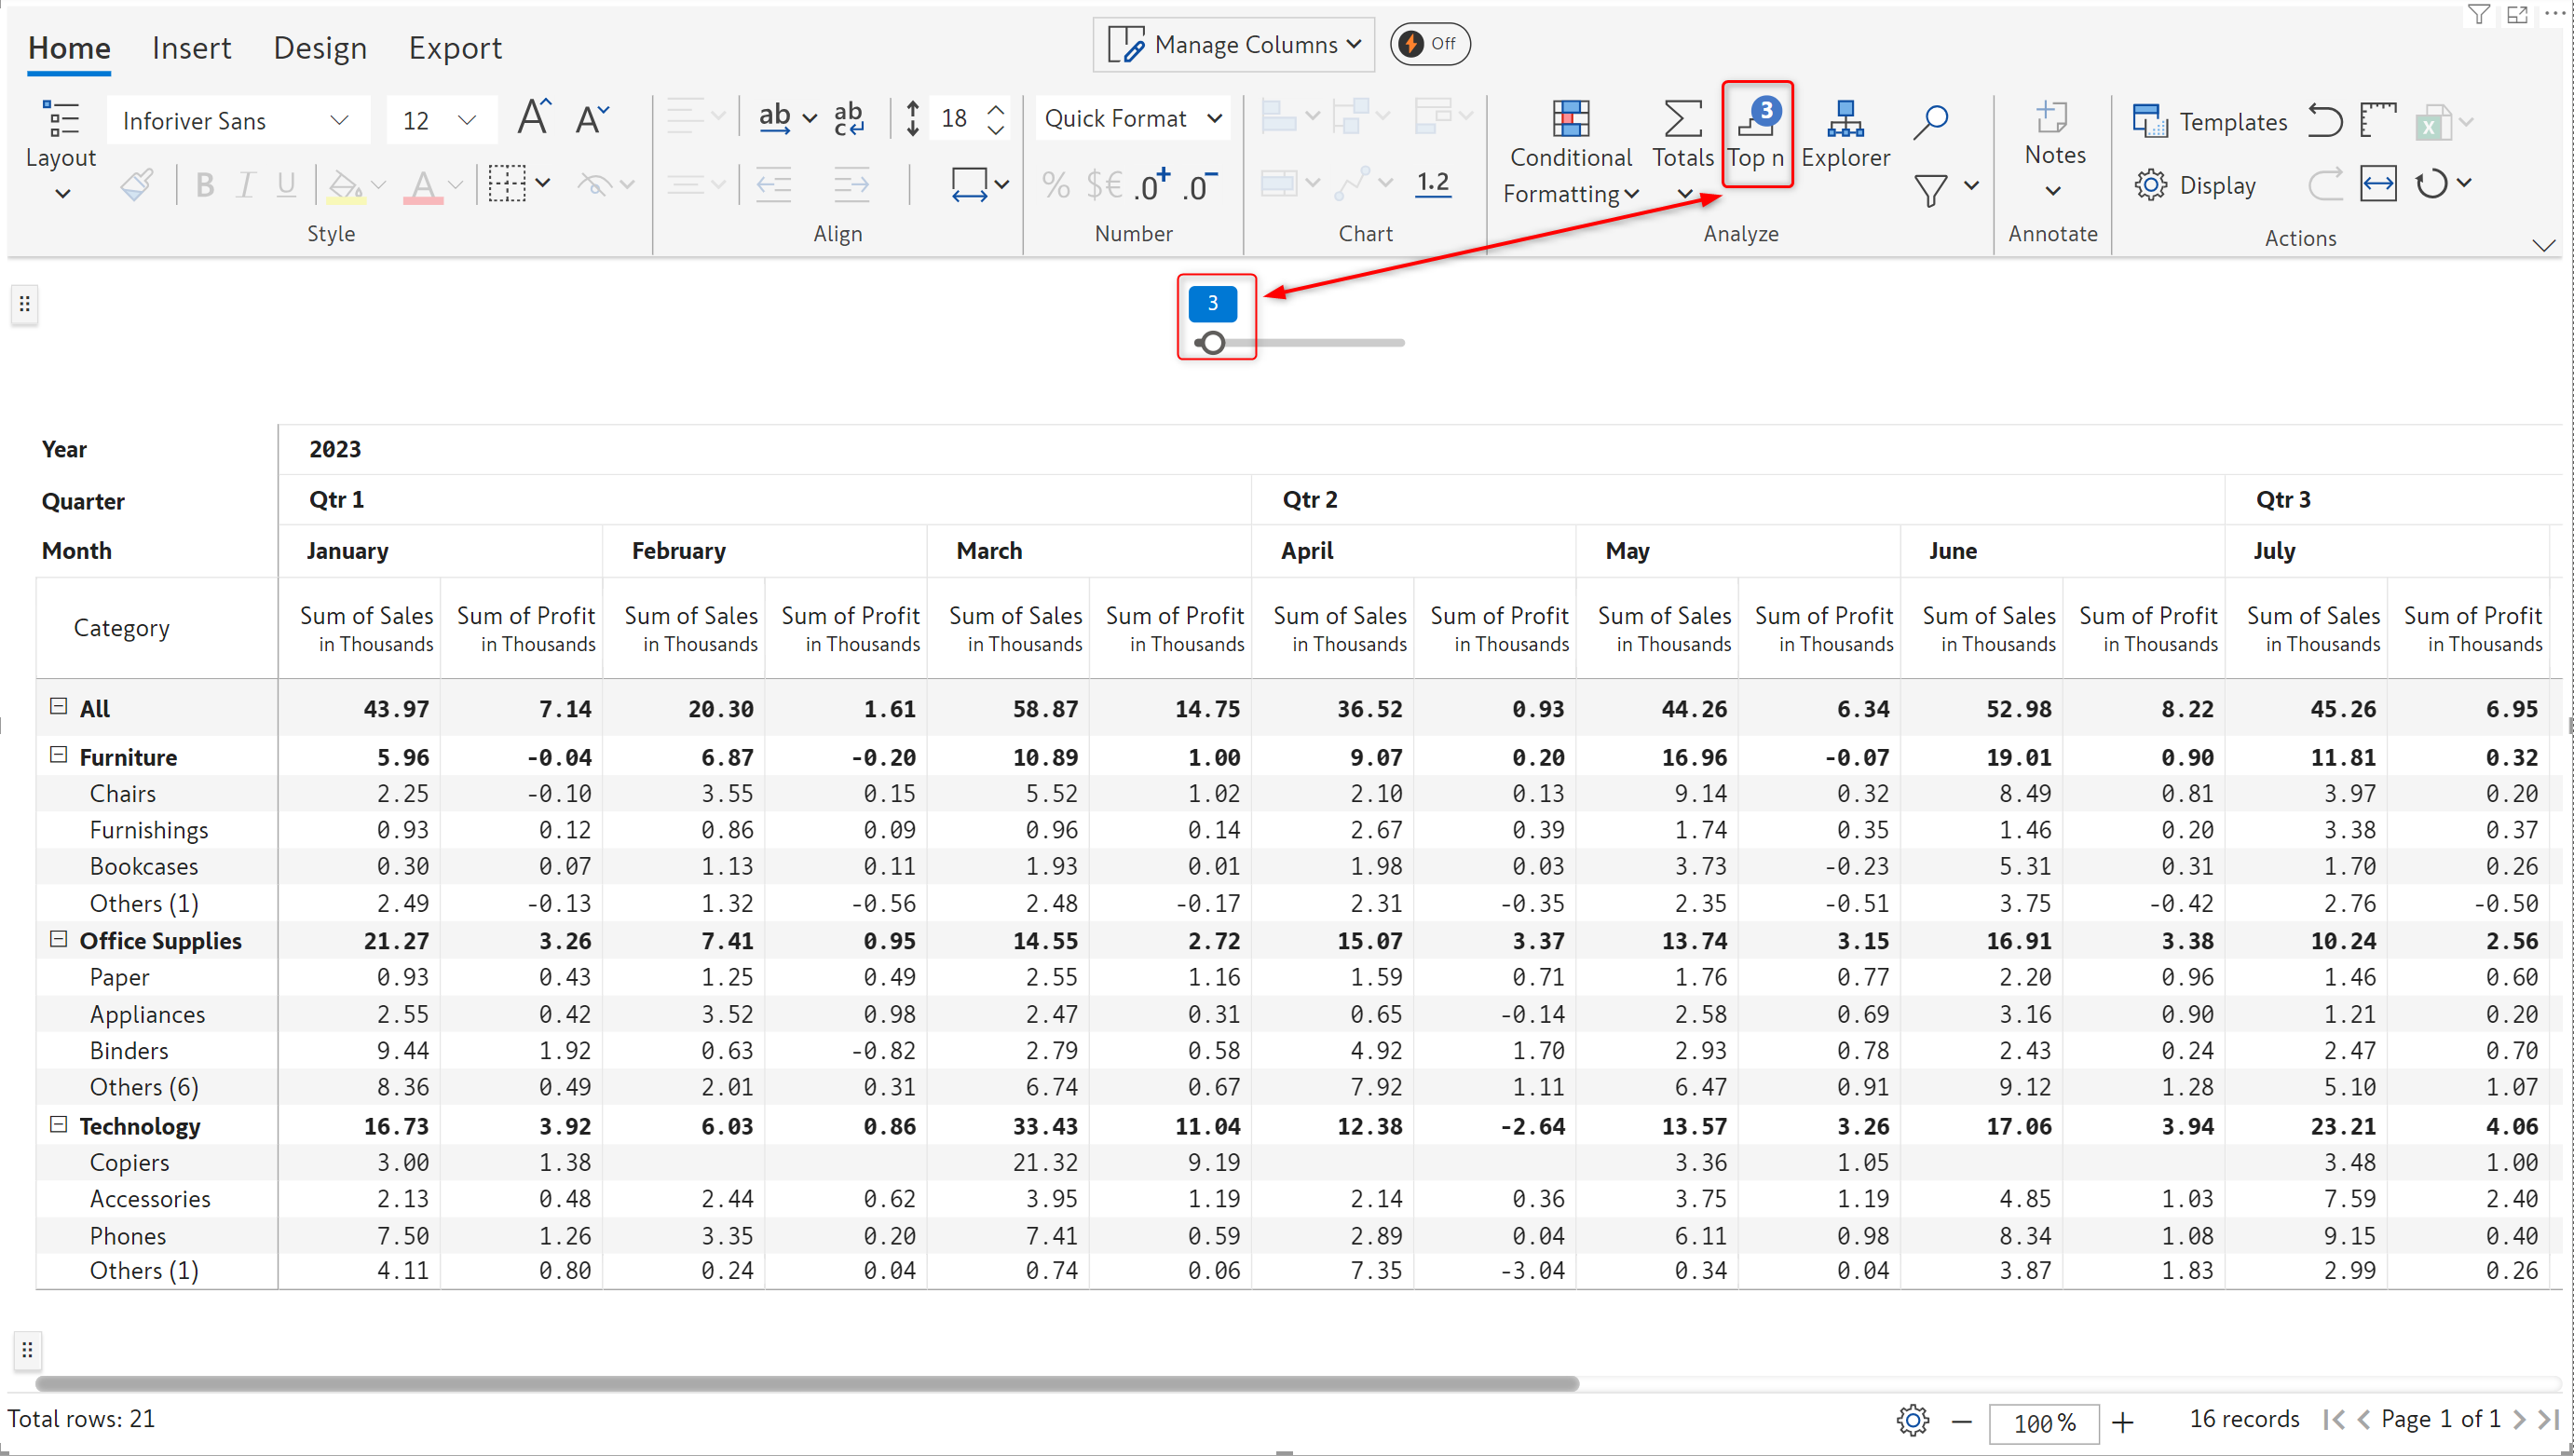 Home Insert Design Export Manage Columns Off
Inforiver Sans 12 A A ab ab 18 Quick Format 3 Templates
c
Layout Conditional Totals Top n Explorer Notes
B I U A % $€ .0+ .0- 1.2 Formatting Display
Style Align Number Chart Analyze Annotate Actions
3
Year 2023
Quarter Qtr 1 Qtr 2 Qtr 3
Month January February March April May June July
Category Sum of Sales Sum of Profit Sum of Sales Sum of Profit Sum of Sales Sum of Profit Sum of Sales Sum of Profit Sum of Sales Sum of Profit Sum of Sales Sum of Profit Sum of Sales Sum of Profit
in Thousands in Thousands in Thousands in Thousands in Thousands in Thousands in Thousands in Thousands in Thousands in Thousands in Thousands in Thousands in Thousands in Thousands
All 43.97 7.14 20.30 1.61 58.87 14.75 36.52 0.93 44.26 6.34 52.98 8.22 45.26 6.95
Furniture 5.96 -0.04 6.87 -0.20 10.89 1.00 9.07 0.20 16.96 -0.07 19.01 0.90 11.81 0.32
Chairs 2.25 -0.10 3.55 0.15 5.52 1.02 2.10 0.13 9.14 0.32 8.49 0.81 3.97 0.20
Furnishings 0.93 0.12 0.86 0.09 0.96 0.14 2.67 0.39 1.74 0.35 1.46 0.20 3.38 0.37
Bookcases 0.30 0.07 1.13 0.11 1.93 0.01 1.98 0.03 3.73 -0.23 5.31 0.31 1.70 0.26
Others (1) 2.49 -0.13 1.32 -0.56 2.48 -0.17 2.31 -0.35 2.35 -0.51 3.75 -0.42 2.76 -0.50
Office Supplies 21.27 3.26 7.41 0.95 14.55 2.72 15.07 3.37 13.74 3.15 16.91 3.38 10.24 2.56
Paper 0.93 0.43 1.25 0.49 2.55 1.16 1.59 0.71 1.76 0.77 2.20 0.96 1.46 0.60
Appliances 2.55 0.42 3.52 0.98 2.47 0.31 0.65 -0.14 2.58 0.69 3.16 0.90 1.21 0.20
Binders 9.44 1.92 0.63 -0.82 2.79 0.58 4.92 1.70 2.93 0.78 2.43 0.24 2.47 0.70
Others (6) 8.36 0.49 2.01 0.31 6.74 0.67 7.92 1.11 6.47 0.91 9.12 1.28 5.10 1.07
Technology 16.73 3.92 6.03 0.86 33.43 11.04 12.38 -2.64 13.57 3.26 17.06 3.94 23.21 4.06
Copiers 3.00 1.38 21.32 9.19 3.36 1.05 3.48 1.00
Accessories 2.13 0.48 2.44 0.62 3.95 1.19 2.14 0.36 3.75 1.19 4.85 1.03 7.59 2.40
Phones 7.50 1.26 3.35 0.20 7.41 0.59 2.89 0.04 6.11 0.98 8.34 1.08 9.15 0.40
Others (1) 4.11 0.80 0.24 0.04 0.74 0.06 7.35 -3.04 0.34 0.04 3.87 1.83 2.99 0.26
Total rows: 21 100 % 16 records Page 1 of 1